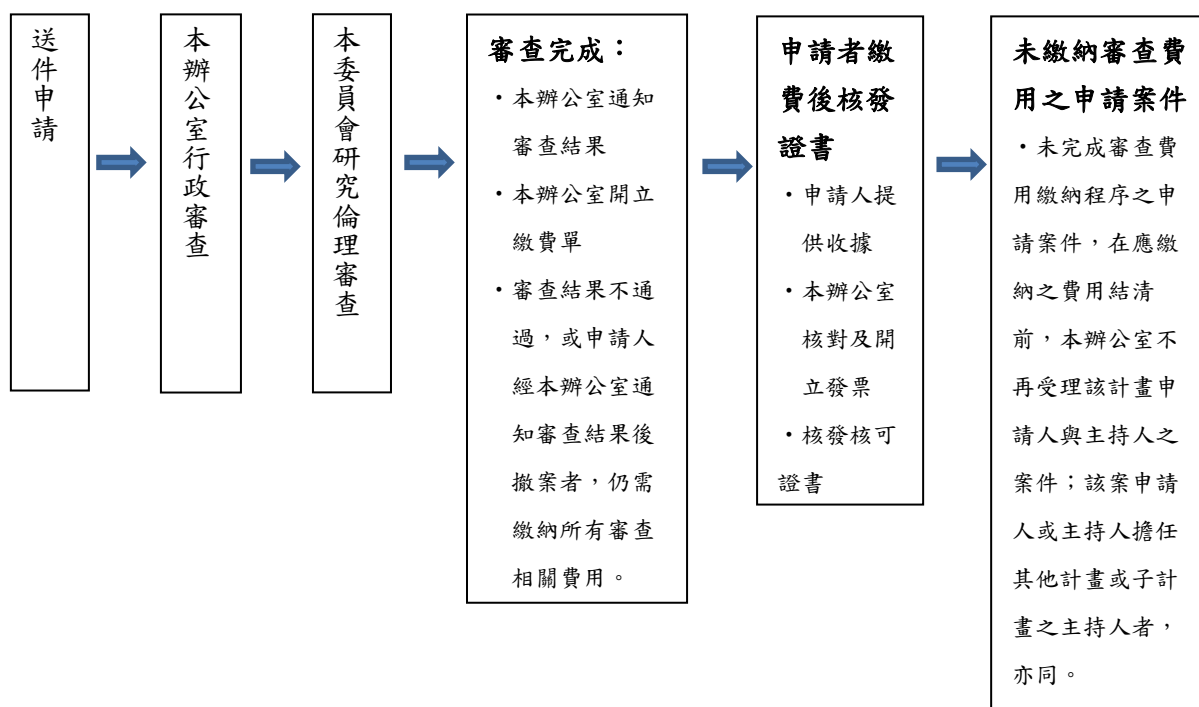 送件申請
本辦公室行政審查
本委員會研究倫理審查
審查完成：
・本辦公室通知
審查結果
・本辦公室開立
繳費單
・審查結果不通
過，或申請人
經本辦公室通
知審查結果後
撤案者，仍需
繳納所有審查
相關費用。
申請者繳
費後核發
證書
・申請人提
供收據
・本辦公室
核對及開
立發票
・核發核可
證書
未繳納審查費
用之申請案件
・未完成審查費
用繳納程序之申
請案件，在應繳
納之費用結清
前，本辦公室不
再受理該計畫申
請人與主持人之
案件；該案申請
人或主持人擔任
其他計畫或子計
畫之主持人者，
亦同。